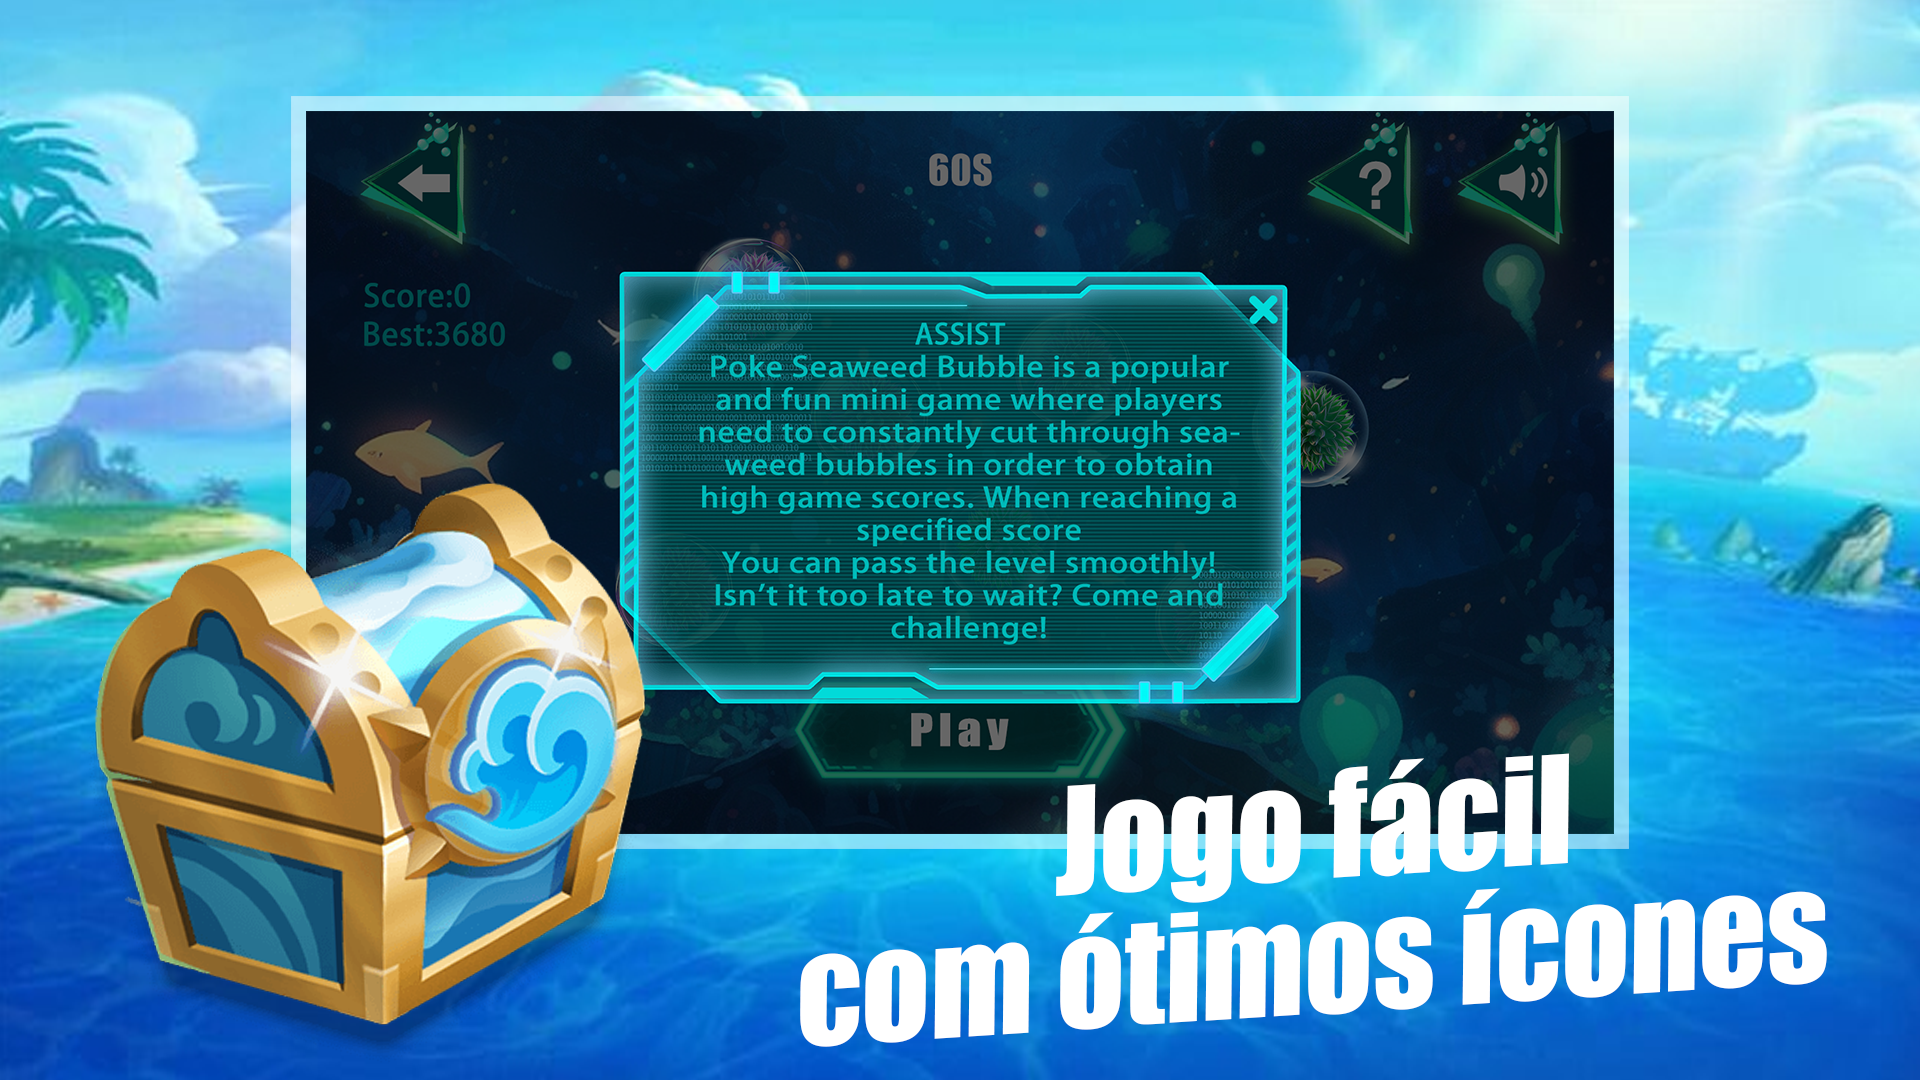 60S
Score:0
Best:3680
ASSIST
Poke Seaweed Bubble is a popular
and fun mini game where players
need to constantly cut through sea-
weed bubbles in order to obtain
high game scores. When reaching a
specified score
You can pass the level smoothly!
Isn't it too late to wait? Come and
challenge!
Play
Jogo fácil
com ótimos ícones